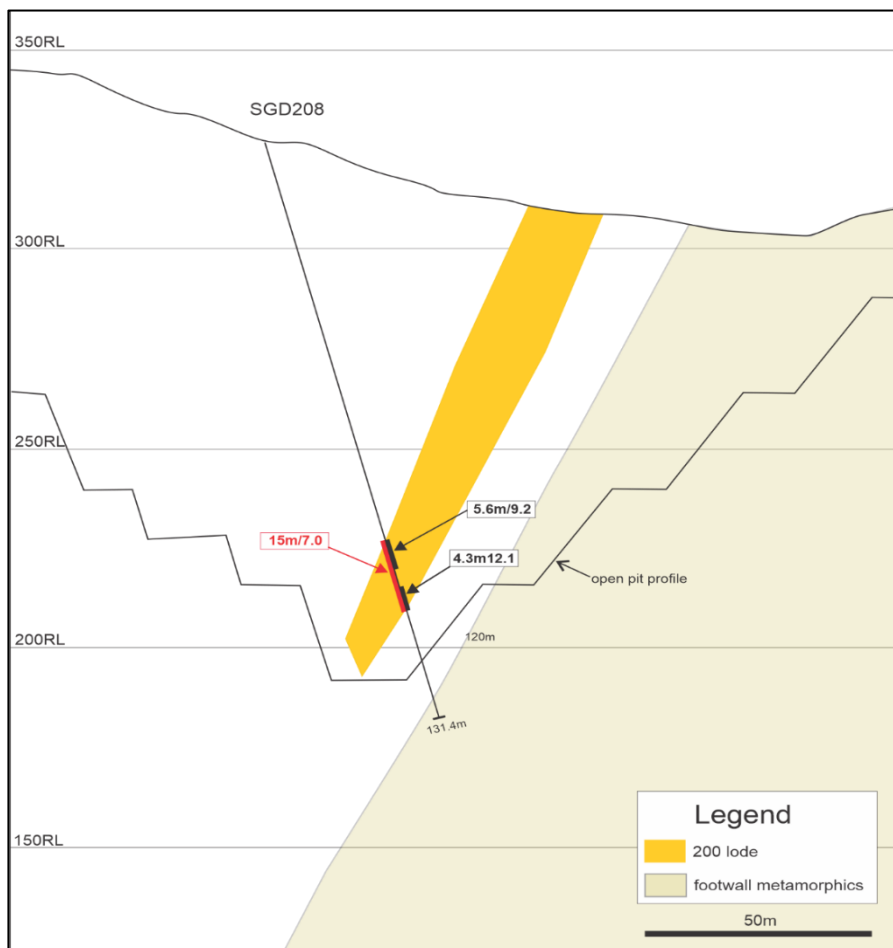 350RL
SGD208
300RL
250RL
5.6m/9.2
15m/7.0
4.3m12.1
open pit profile
120m
200RL
131.4m
150RL
Legend
200 lode
footwall metamorphics
50m